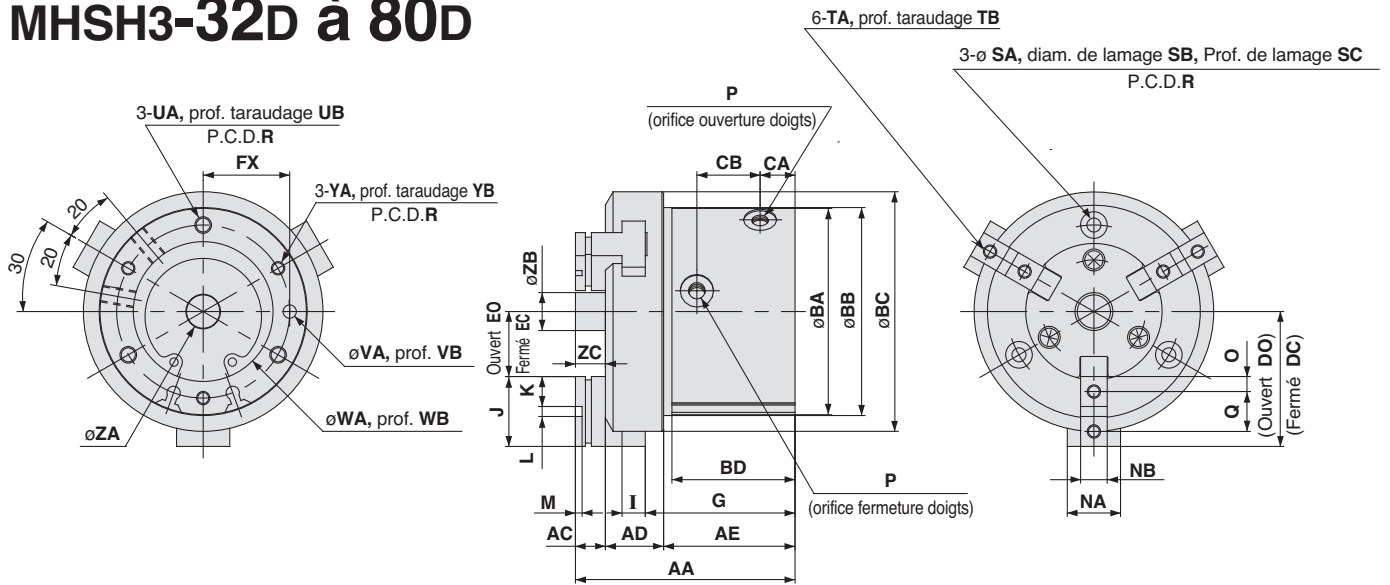 MHSH3-32D à 80D
6-TA, prof. taraudage TB
3-ø SA, diam. de lamage SB, Prof. de lamage SC
P.C.D.R
3-UA, prof. taraudage UB
P.C.D.R
FX
3-YA, prof. taraudage YB
P.C.D.R
20
20
30
øVA, prof. VB
øWA, prof. WB
øZA
P
(orifice ouverture doigts)
CB
CA
øZB
Ouvert EO
Fermé EC
ZC
K
J
L
øBA
øBB
øBC
BD
M
I
G
AC
AD
AE
AA
P
(orifice fermeture doigts)
O
Q
(Ouvert DO)
(Fermé DC)
NB
NA